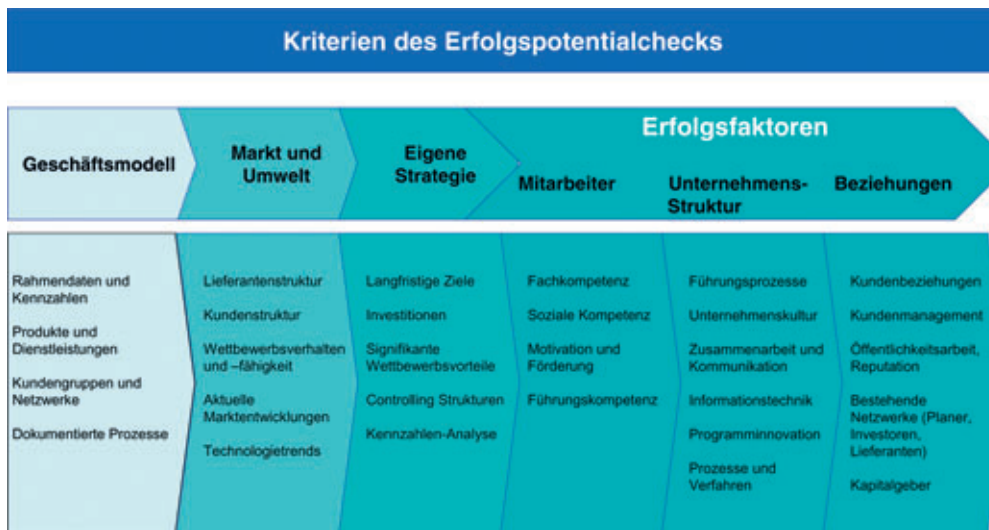 Kriterien des Erfolgspotentialchecks
Erfolgsfaktoren
Geschäftsmodell
Markt und
Umwelt
Eigene
Strategie
Mitarbeiter
Unternehmens-
Struktur
Beziehungen
Rahmendaten und
Kennzahlen
Produkte und
Dienstleistungen
Kundengruppen und
Netzwerke
Dokumentierte Prozesse
Lieferantenstruktur
Kundenstruktur
Wettbewerbsverhalten
und –fähigkeit
Aktuelle
Marktentwicklungen
Technologietrends
Langfristige Ziele
Investitionen
Signifikante
Wettbewerbsvorteile
Controlling Strukturen
Kennzahlen-Analyse
Fachkompetenz
Soziale Kompetenz
Motivation und
Förderung
Führungskompetenz
Führungsprozesse
Unternehmenskultur
Zusammenarbeit und
Kommunikation
Informationstechnik
Programminnovation
Prozesse und
Verfahren
Kundenbeziehungen
Kundenmanagement
Öffentlichkeitsarbeit,
Reputation
Bestehende
Netzwerke (Planer,
Investoren,
Lieferanten)
Kapitalgeber